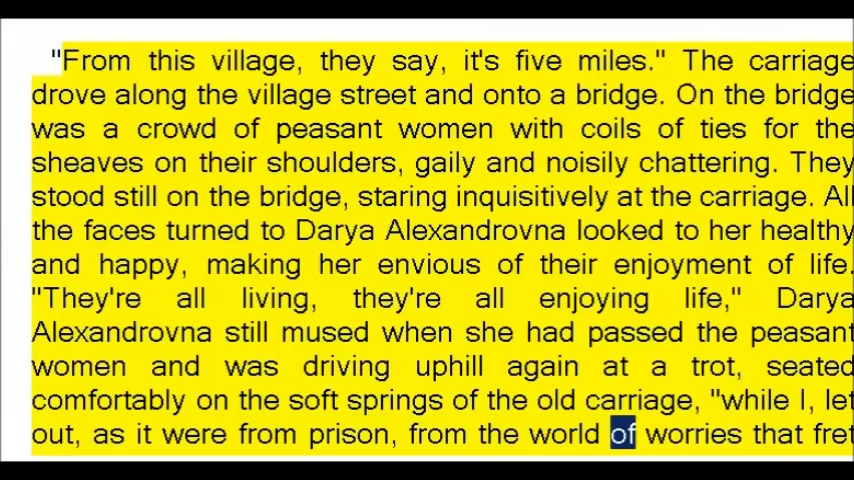 "From this village, they say, it's five miles." The carriage
drove along the village street and onto a bridge. On the bridge
was a crowd of peasant women with coils of ties for the
sheaves on their shoulders, gaily and noisily chattering. They
stood still on the bridge, staring inquisitively at the carriage. All
the faces turned to Darya Alexandrovna looked to her healthy
and happy, making her envious of their enjoyment of life.
"They're all living, they're all enjoying life," Darya
Alexandrovna still mused when she had passed the peasant
women and was driving uphill again at a trot, seated
comfortably on the soft springs of the old carriage, "while I, let
out, as it were from prison, from the world of worries that fret